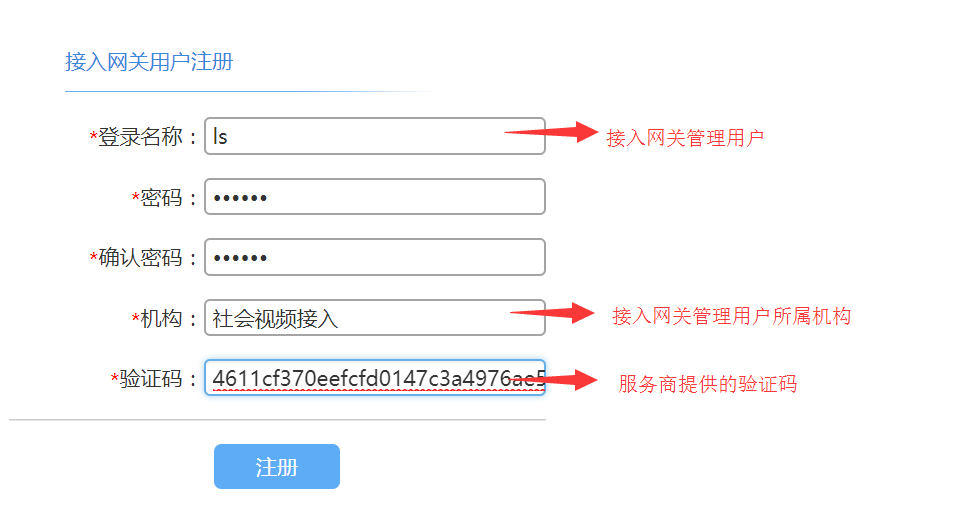 接入网关用户注册
*登录名称：ls 接入网关管理用户
*密码：••••••
*确认密码：••••••
*机构：社会视频接入 接入网关管理用户所属机构
*验证码：4611cf370eefcfd0147c3a4976ae5 服务商提供的验证码
注册